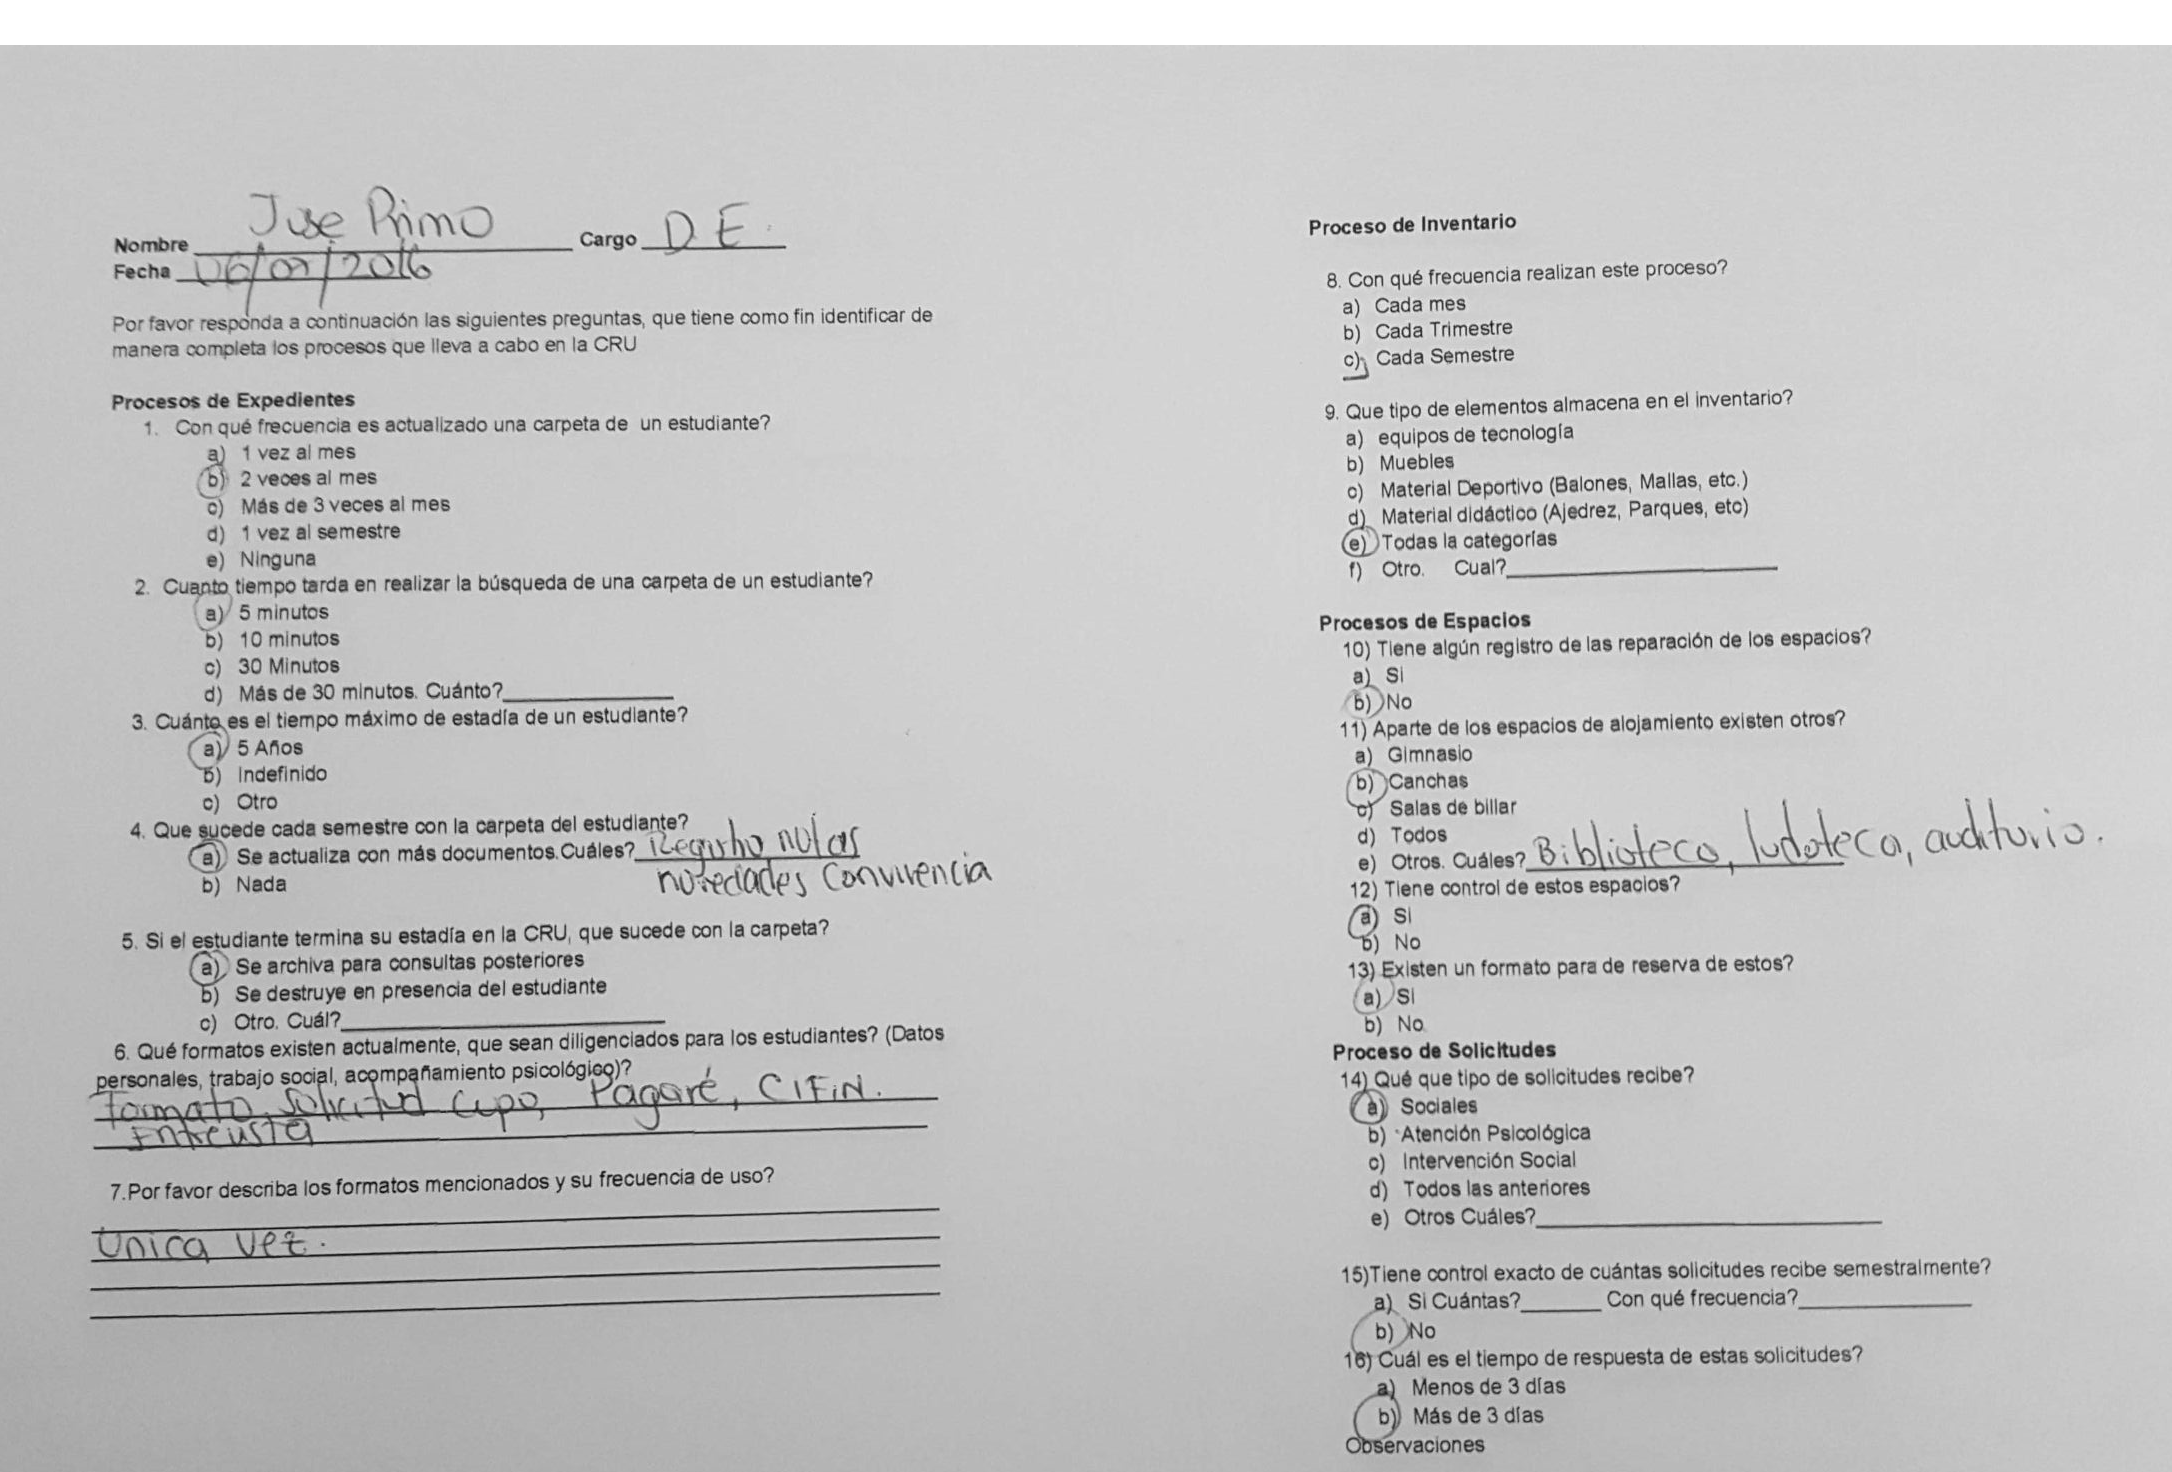 Nombre Jose Primo Cargo D E.
Fecha 06/07/2016
Por favor responda a continuación las siguientes preguntas, que tiene como fin identificar de
manera completa los procesos que lleva a cabo en la CRU
Procesos de Expedientes
1. Con qué frecuencia es actualizado una carpeta de un estudiante?
a) 1 vez al mes
b) 2 veces al mes
c) Más de 3 veces al mes
d) 1 vez al semestre
e) Ninguna
2. Cuanto tiempo tarda en realizar la búsqueda de una carpeta de un estudiante?
a) 5 minutos
b) 10 minutos
c) 30 Minutos
d) Más de 30 minutos. Cuánto?
3. Cuánto es el tiempo máximo de estadía de un estudiante?
a) 5 Años
b) Indefinido
c) Otro
4. Que sucede cada semestre con la carpeta del estudiante?
a) Se actualiza con más documentos.Cuáles? Registro notas
novedades Convivencia
b) Nada
5. Si el estudiante termina su estadía en la CRU, que sucede con la carpeta?
a) Se archiva para consultas posteriores
b) Se destruye en presencia del estudiante
c) Otro. Cuál?
6. Qué formatos existen actualmente, que sean diligenciados para los estudiantes? (Datos
personales, trabajo social, acompañamiento psicológico)?
Formato, Solicitud Cupo, Pagaré, CIFIN.
Entrevista
7.Por favor describa los formatos mencionados y su frecuencia de uso?
Única vez.
Proceso de Inventario
8. Con qué frecuencia realizan este proceso?
a) Cada mes
b) Cada Trimestre
c) Cada Semestre
9. Que tipo de elementos almacena en el inventario?
a) equipos de tecnología
b) Muebles
c) Material Deportivo (Balones, Mallas, etc.)
d) Material didáctico (Ajedrez, Parques, etc)
e) Todas la categorías
f) Otro. Cual?
Procesos de Espacios
10) Tiene algún registro de las reparación de los espacios?
a) Si
b) No
11) Aparte de los espacios de alojamiento existen otros?
a) Gimnasio
b) Canchas
c) Salas de billar
d) Todos
e) Otros. Cuáles? Biblioteca, ludoteca, auditorio.
12) Tiene control de estos espacios?
a) Si
b) No
13) Existen un formato para de reserva de estos?
a) Si
b) No
Proceso de Solicitudes
14) Qué que tipo de solicitudes recibe?
a) Sociales
b) Atención Psicológica
c) Intervención Social
d) Todos las anteriores
e) Otros Cuáles?
15)Tiene control exacto de cuántas solicitudes recibe semestralmente?
a) Si Cuántas? Con qué frecuencia?
b) No
16) Cuál es el tiempo de respuesta de estas solicitudes?
a) Menos de 3 días
b) Más de 3 días
Observaciones